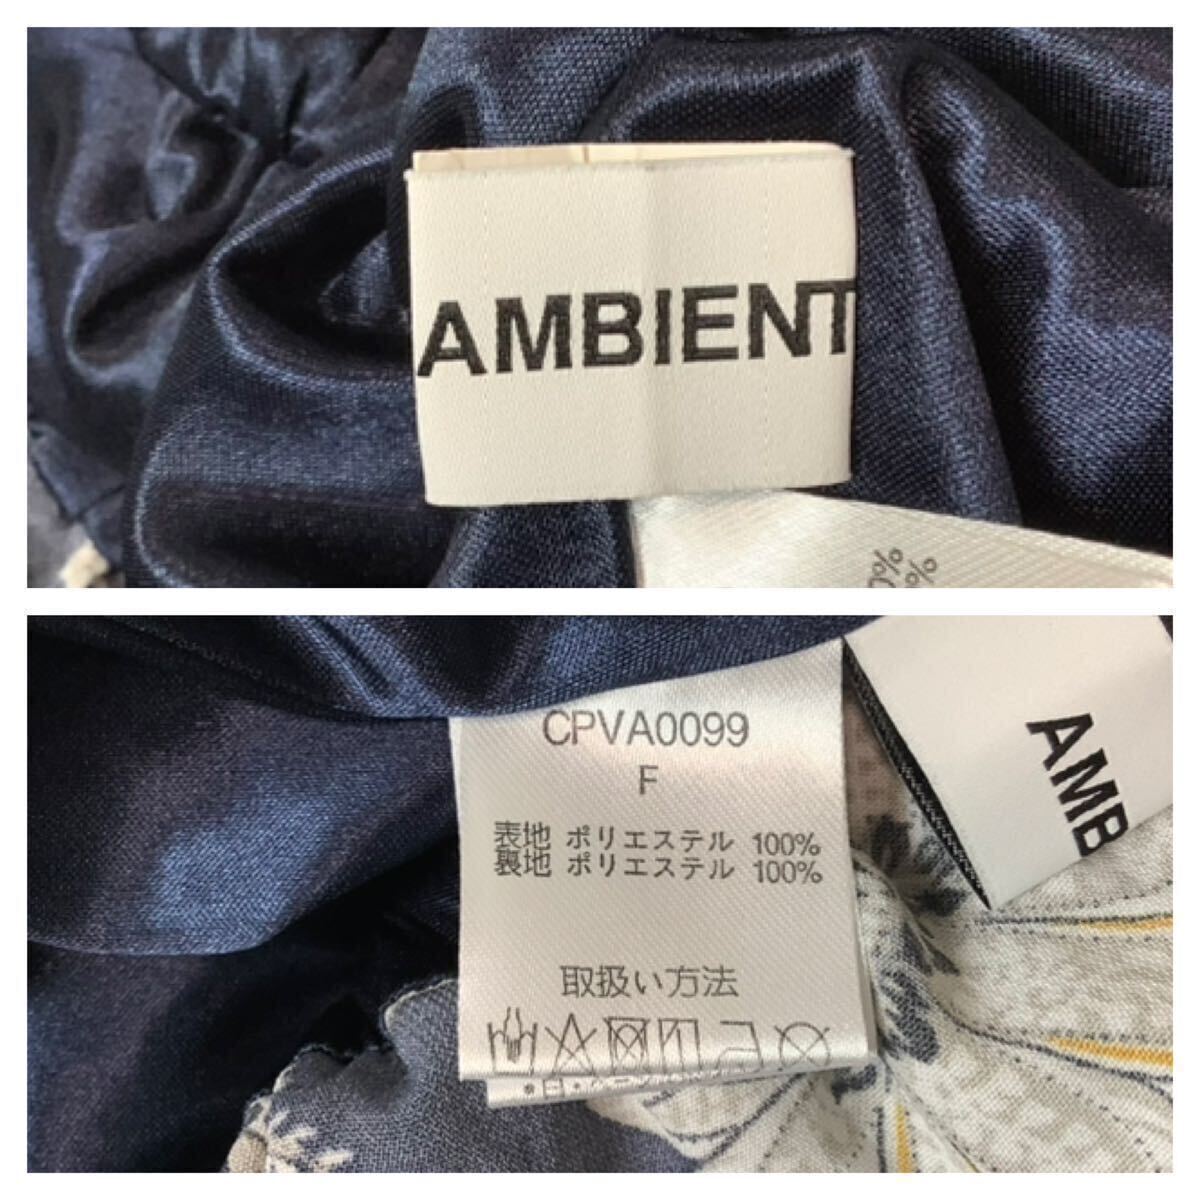 AMBIENT
%
%
CPVA0099
F
表地 ポリエステル 100%
裏地 ポリエステル 100%
取扱い方法
AMB